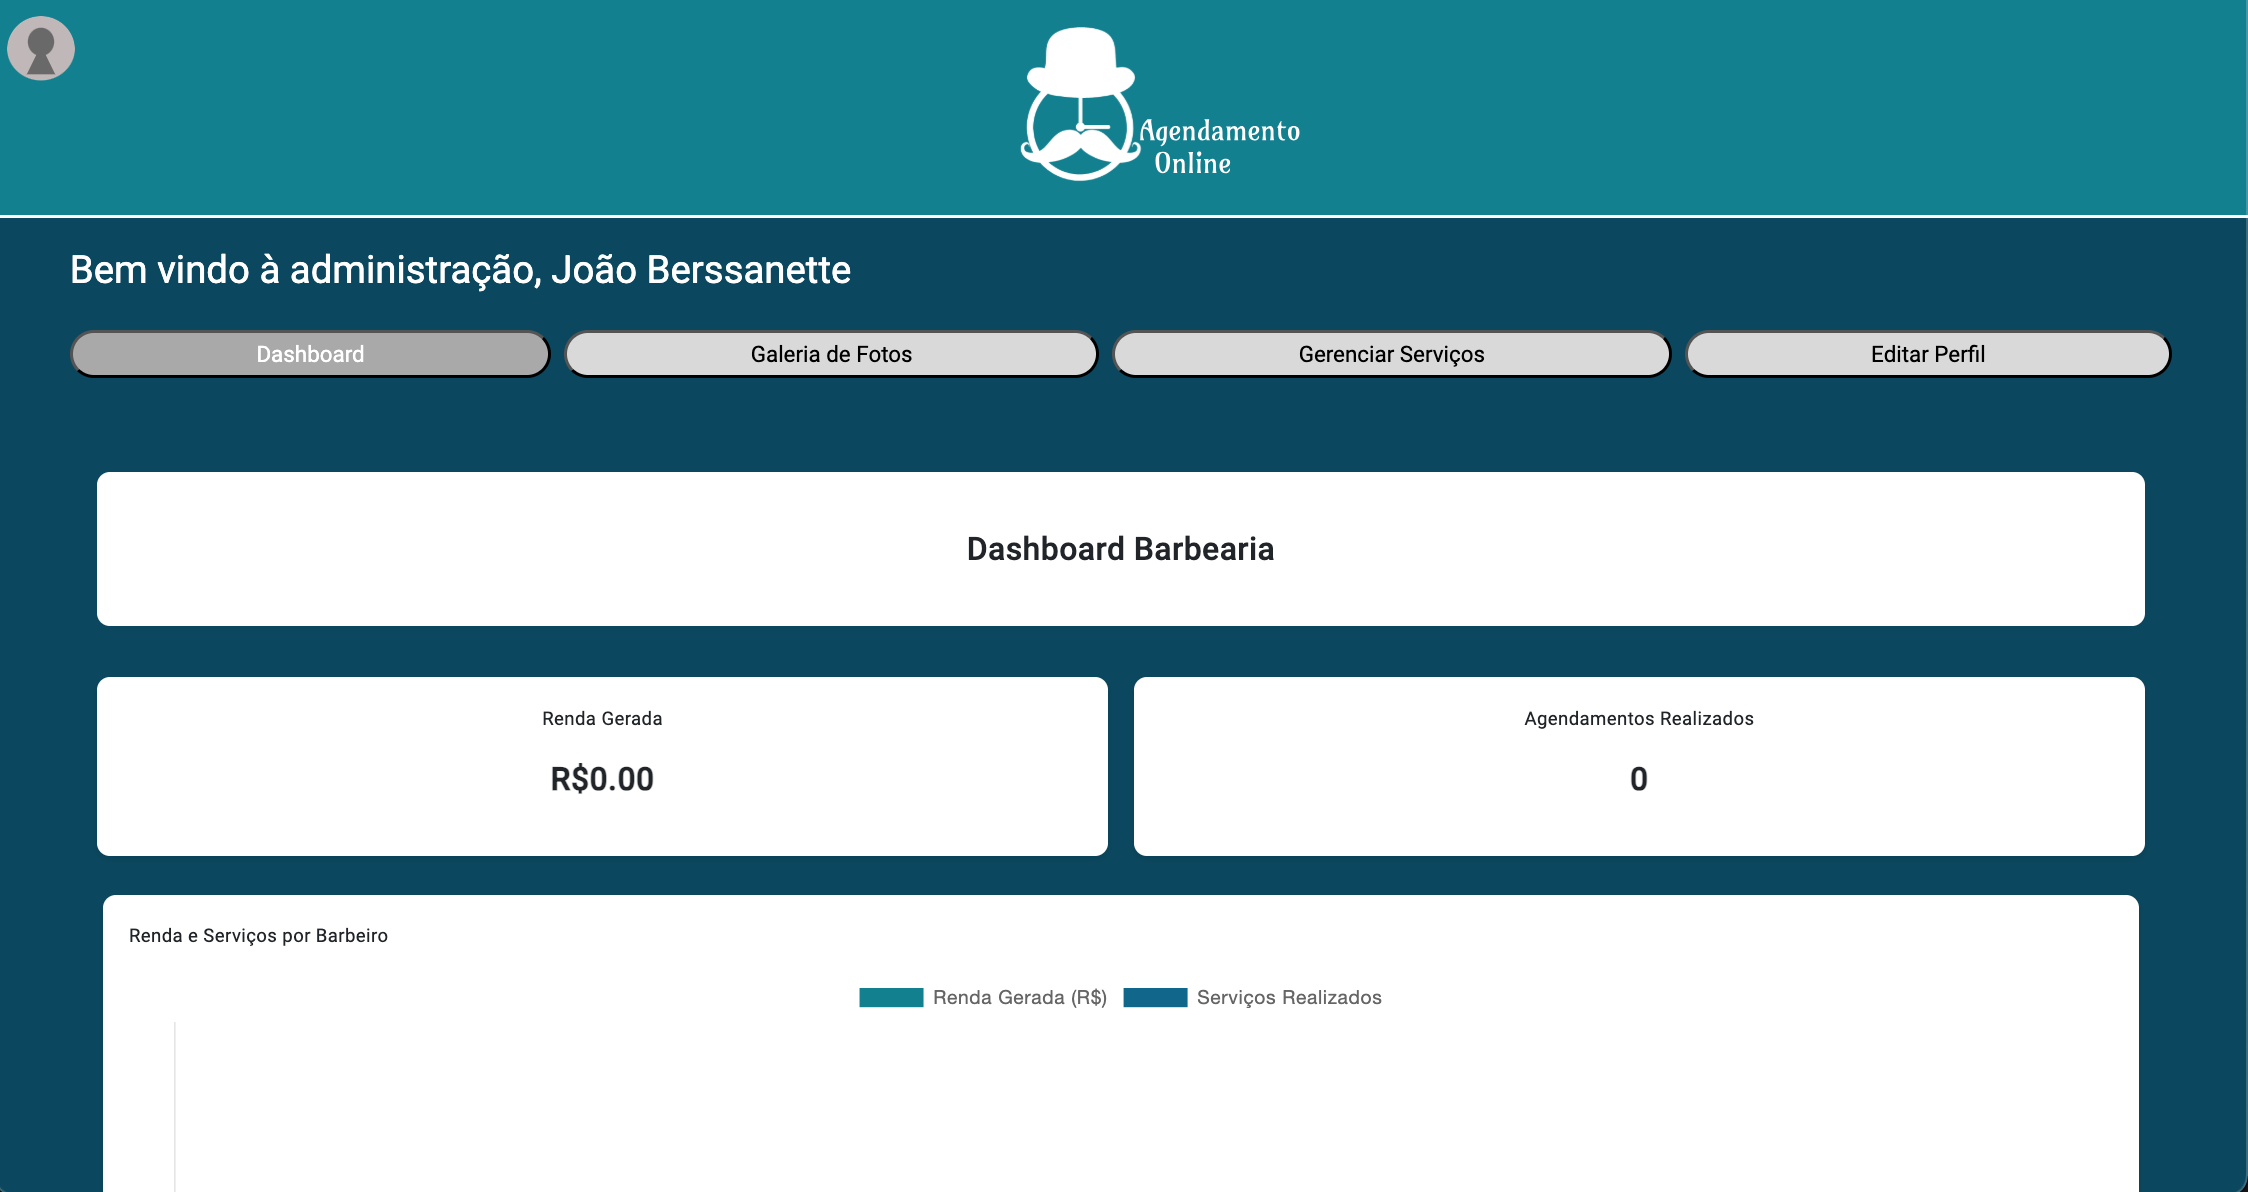 Agendamento
Online
Bem vindo à administração, João Berssanette
Dashboard
Galeria de Fotos
Gerenciar Serviços
Editar Perfil
Dashboard Barbearia
Renda Gerada
R$0.00
Agendamentos Realizados
0
Renda e Serviços por Barbeiro
Renda Gerada (R$)
Serviços Realizados